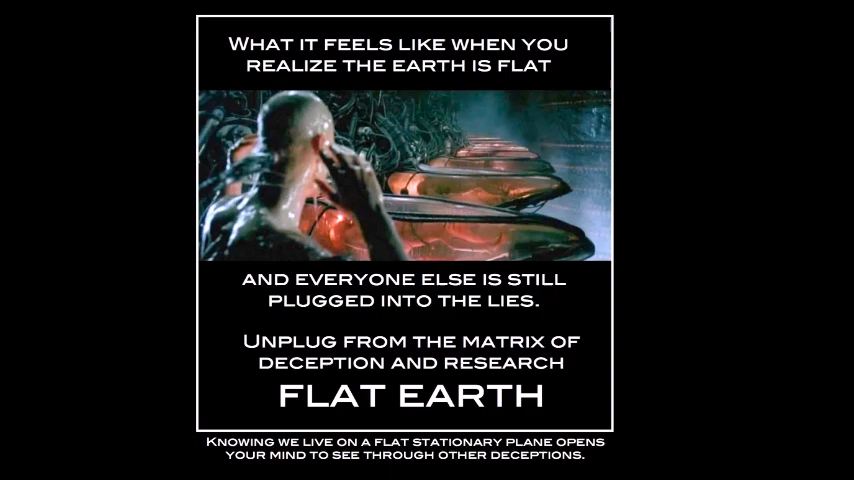 What it feels like when you
realize the earth is flat
and everyone else is still
plugged into the lies.
Unplug from the matrix of
deception and research
FLAT EARTH
Knowing we live on a flat stationary plane opens
your mind to see through other deceptions.